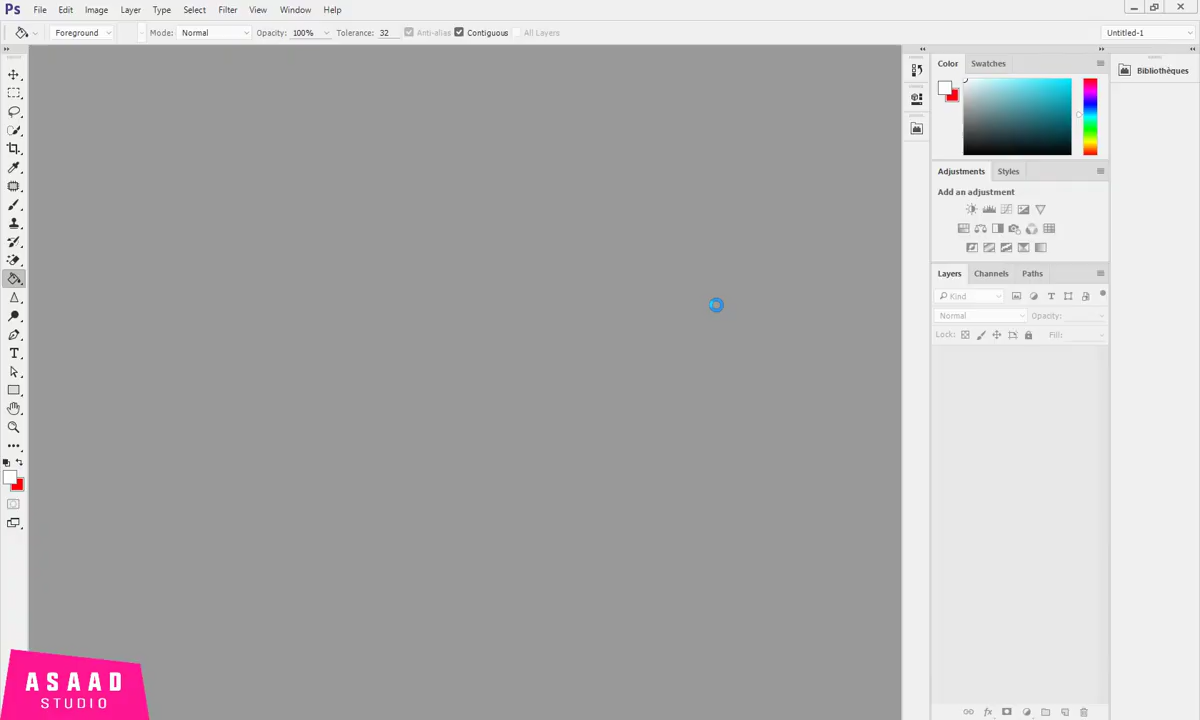 Ps File Edit Image Layer Type Select Filter View Window Help
Foreground Mode: Normal Opacity: 100% Tolerance: 32 Anti-alias Contiguous All Layers Untitled-1
Color Swatches
Bibliothèques
Adjustments Styles
Add an adjustment
Layers Channels Paths
Kind
Normal Opacity:
Lock: Fill:
ASAAD
STUDIO